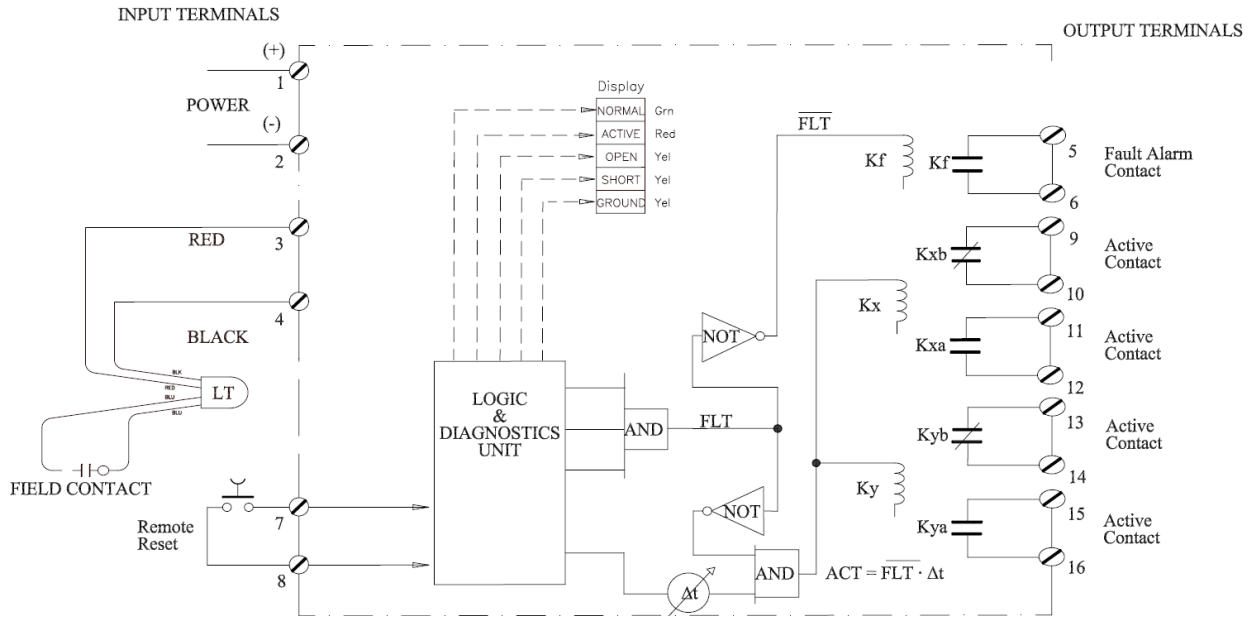 INPUT TERMINALS
OUTPUT TERMINALS
(+)
1
POWER
(-)
2
3
RED
4
BLACK
BLK
RED
BLU
BLU
LT
FIELD CONTACT
7
Remote
Reset
8
Display
NORMAL Grn
ACTIVE Red
OPEN Yel
SHORT Yel
GROUND Yel
LOGIC
&
DIAGNOSTICS
UNIT
AND
FLT
NOT
NOT
Δt
AND
ACT = F̅L̅T̅ · Δt
F̅L̅T̅
Kf
Kx
Ky
Kf
5
6
Fault Alarm
Contact
Kxb
9
10
Active
Contact
Kxa
11
12
Active
Contact
Kyb
13
14
Active
Contact
Kya
15
16
Active
Contact